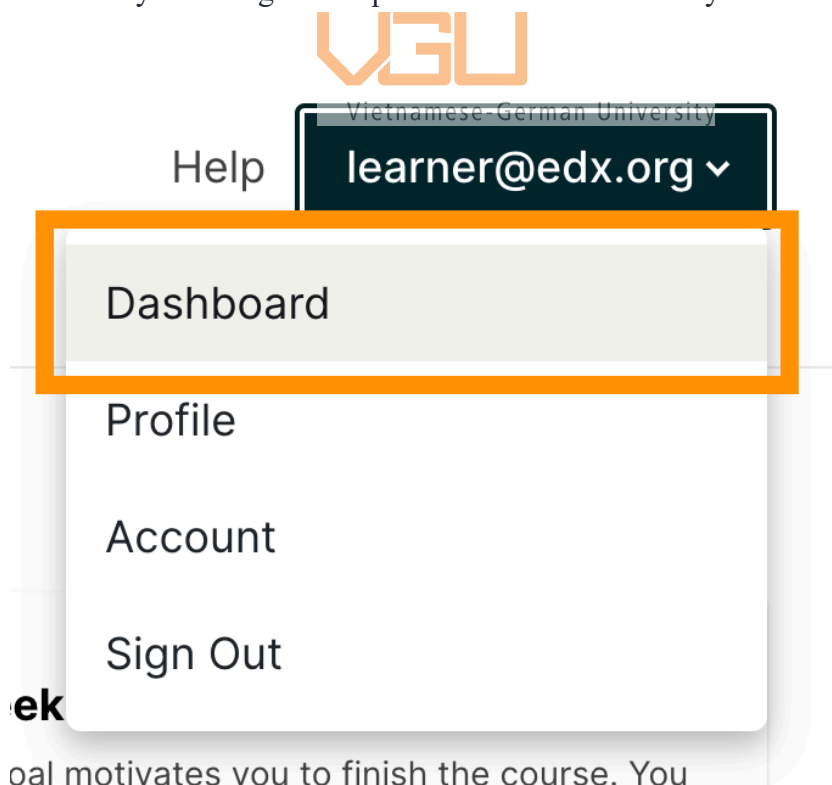 VGU
Vietnamese-German University
Help learner@edx.org
Dashboard
Profile
Account
Sign Out
ek
oal motivates you to finish the course. You